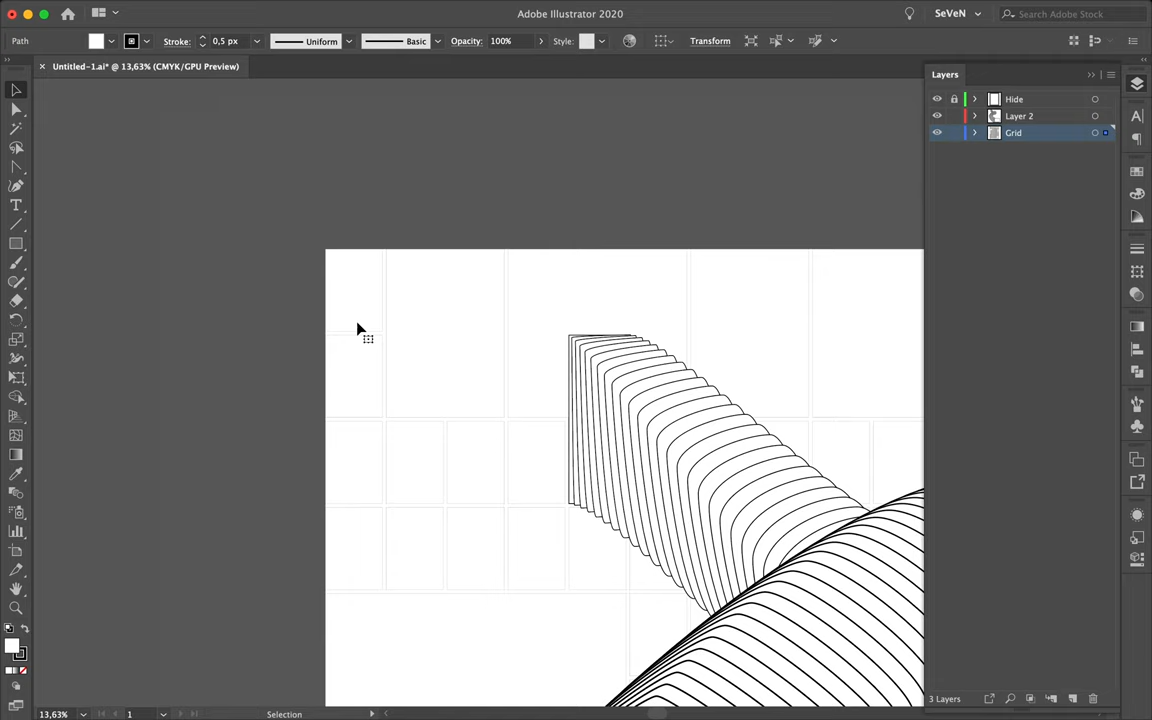 Adobe Illustrator 2020
SeVeN
Search Adobe Stock
Path
Stroke:
0,5 px
Uniform
Basic
Opacity:
100%
Style:
Transform
Untitled-1.ai* @ 13,63% (CMYK/GPU Preview)
Layers
Hide
Layer 2
Grid
3 Layers
13,63%
1
Selection